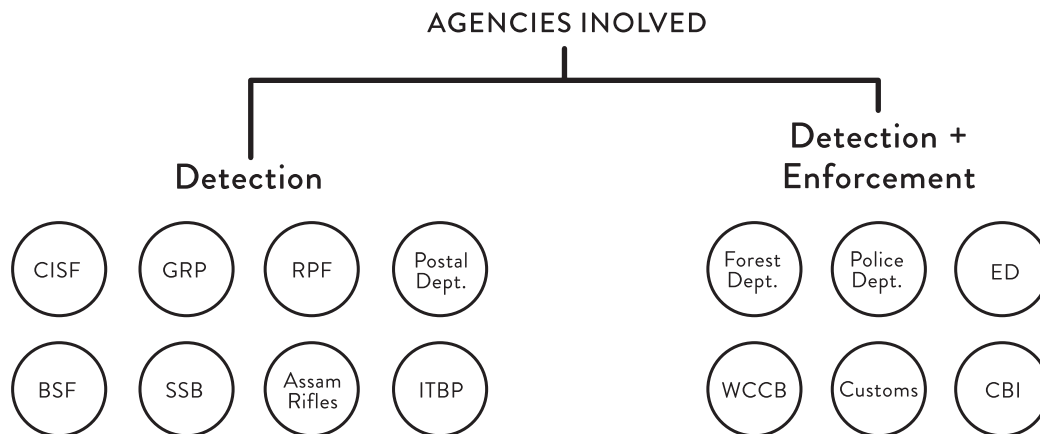 AGENCIES INOLVED
Detection
Detection +
Enforcement
CISF
GRP
RPF
Postal
Dept.
Forest
Dept.
Police
Dept.
ED
BSF
SSB
Assam
Rifles
ITBP
WCCB
Customs
CBI